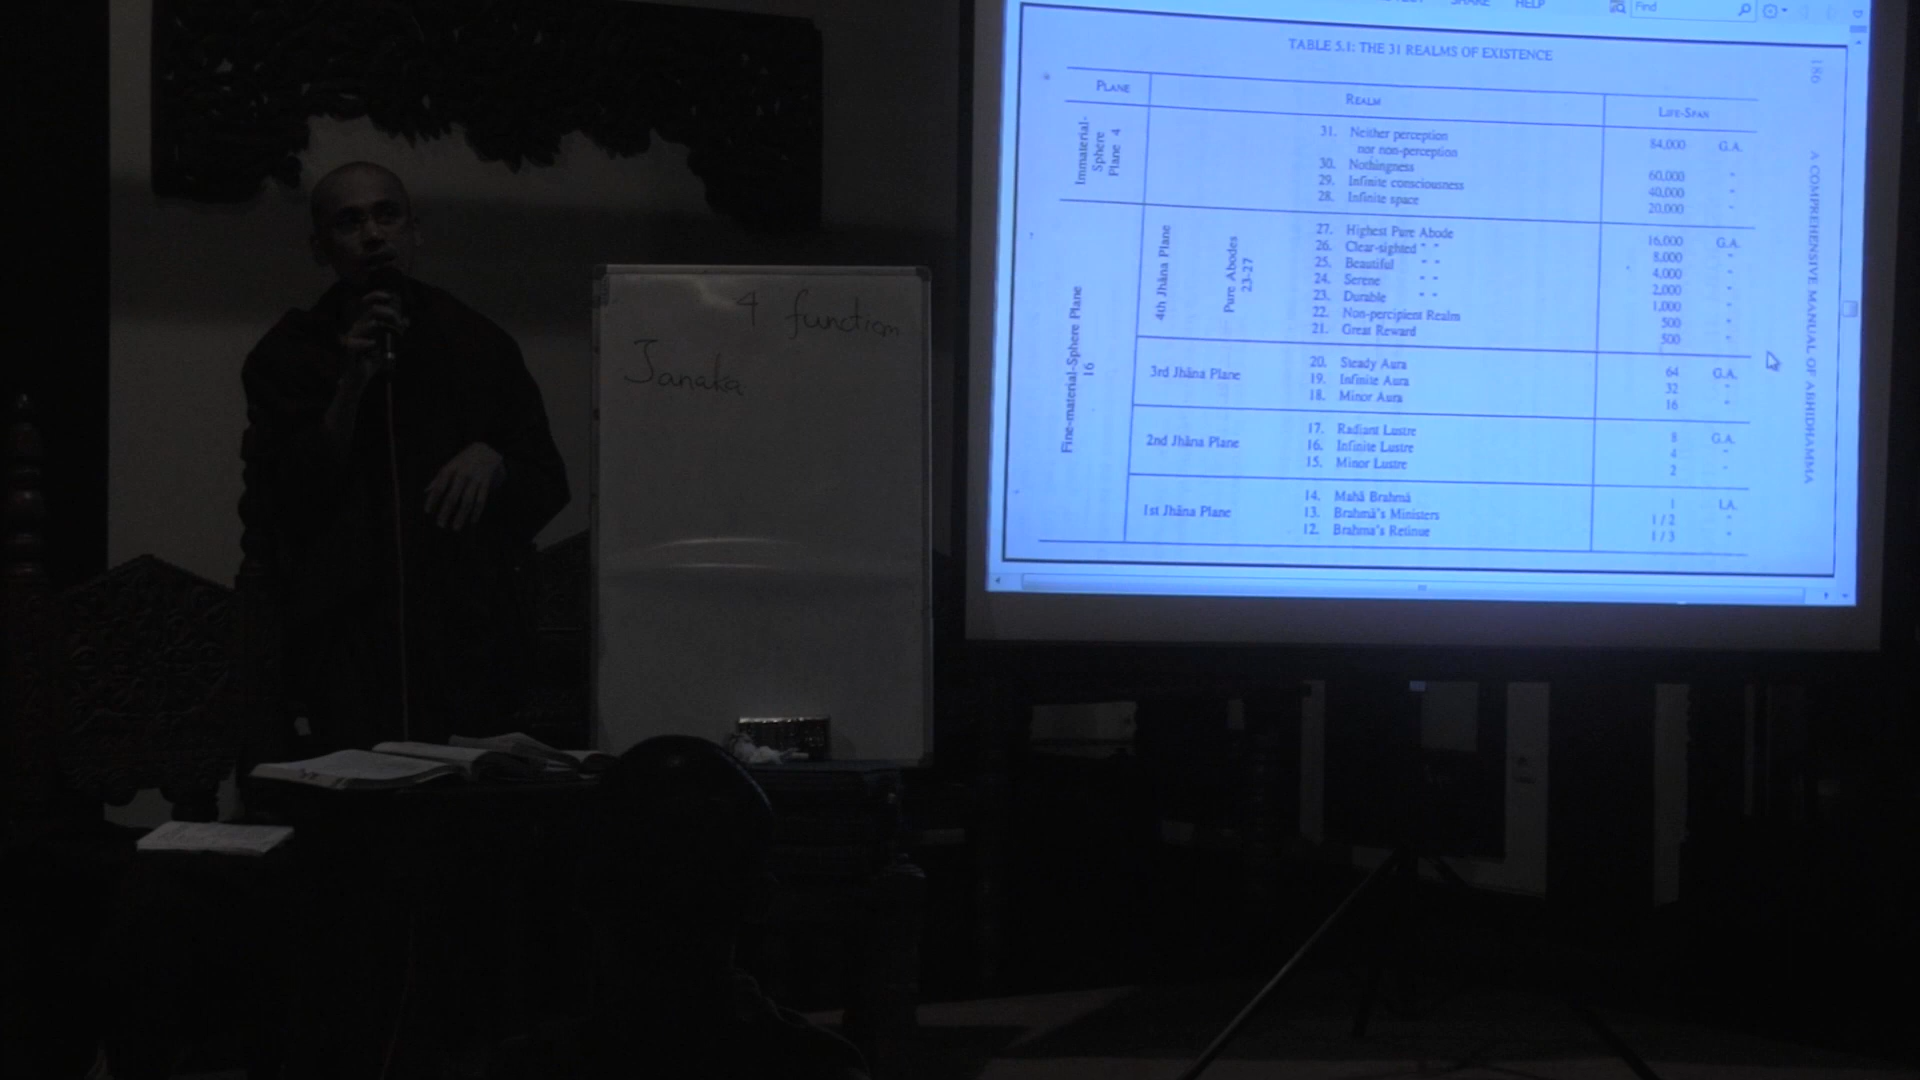 4 function
Janaka
SHARE HELP
Find
TABLE 5.1: THE 31 REALMS OF EXISTENCE
PLANE REALM LIFE-SPAN
Immaterial-
Sphere
Plane 4
31. Neither perception
nor non-perception 84,000 G.A.
30. Nothingness 60,000 "
29. Infinite consciousness 40,000 "
28. Infinite space 20,000 "
Fine-material-Sphere Plane
16
4th Jhāna Plane
Pure Abodes
23-27
27. Highest Pure Abode 16,000 G.A.
26. Clear-sighted " " 8,000 "
25. Beautiful " " 4,000 "
24. Serene " " 2,000 "
23. Durable " " 1,000 "
22. Non-percipient Realm 500 "
21. Great Reward 500 "
3rd Jhāna Plane
20. Steady Aura 64 G.A.
19. Infinite Aura 32 "
18. Minor Aura 16 "
2nd Jhāna Plane
17. Radiant Lustre 8 G.A.
16. Infinite Lustre 4 "
15. Minor Lustre 2 "
1st Jhāna Plane
14. Mahā Brahmā 1 I.A.
13. Brahmā's Ministers 1/2 "
12. Brahma's Retinue 1/3 "
186
A COMPREHENSIVE MANUAL OF ABHIDHAMMA